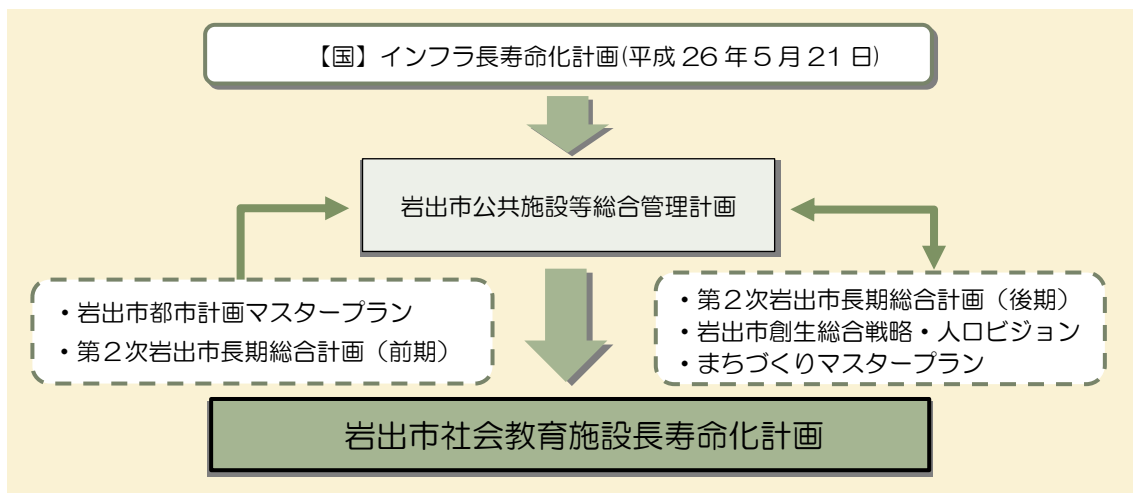 【国】インフラ長寿命化計画(平成26年5月21日)
岩出市公共施設等総合管理計画
・岩出市都市計画マスタープラン
・第2次岩出市長期総合計画（前期）
・第2次岩出市長期総合計画（後期）
・岩出市創生総合戦略・人口ビジョン
・まちづくりマスタープラン
岩出市社会教育施設長寿命化計画